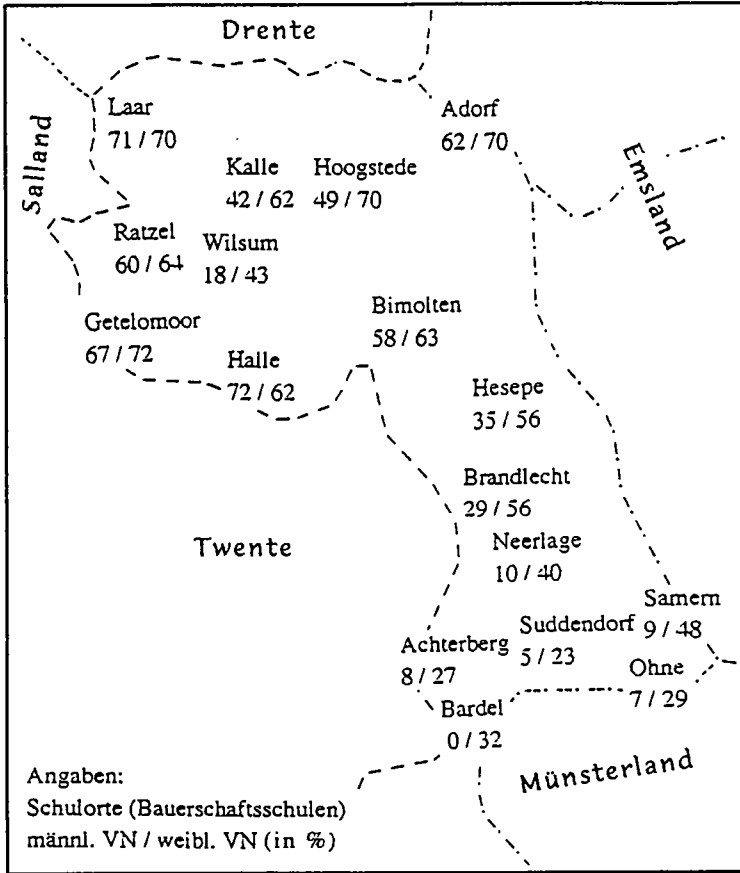 Drente
Laar
71 / 70
Adorf
62 / 70
Salland
Emsland
Kalle
42 / 62
Hoogstede
49 / 70
Ratzel
60 / 64
Wilsum
18 / 43
Getelomoor
67 / 72
Bimolten
58 / 63
Halle
72 / 62
Hesepe
35 / 56
Brandlecht
29 / 56
Twente
Neerlage
10 / 40
Samern
9 / 48
Suddendorf
5 / 23
Achterberg
8 / 27
Ohne
7 / 29
Bardel
0 / 32
Münsterland
Angaben:
Schulorte (Bauerschaftsschulen)
männl. VN / weibl. VN (in %)